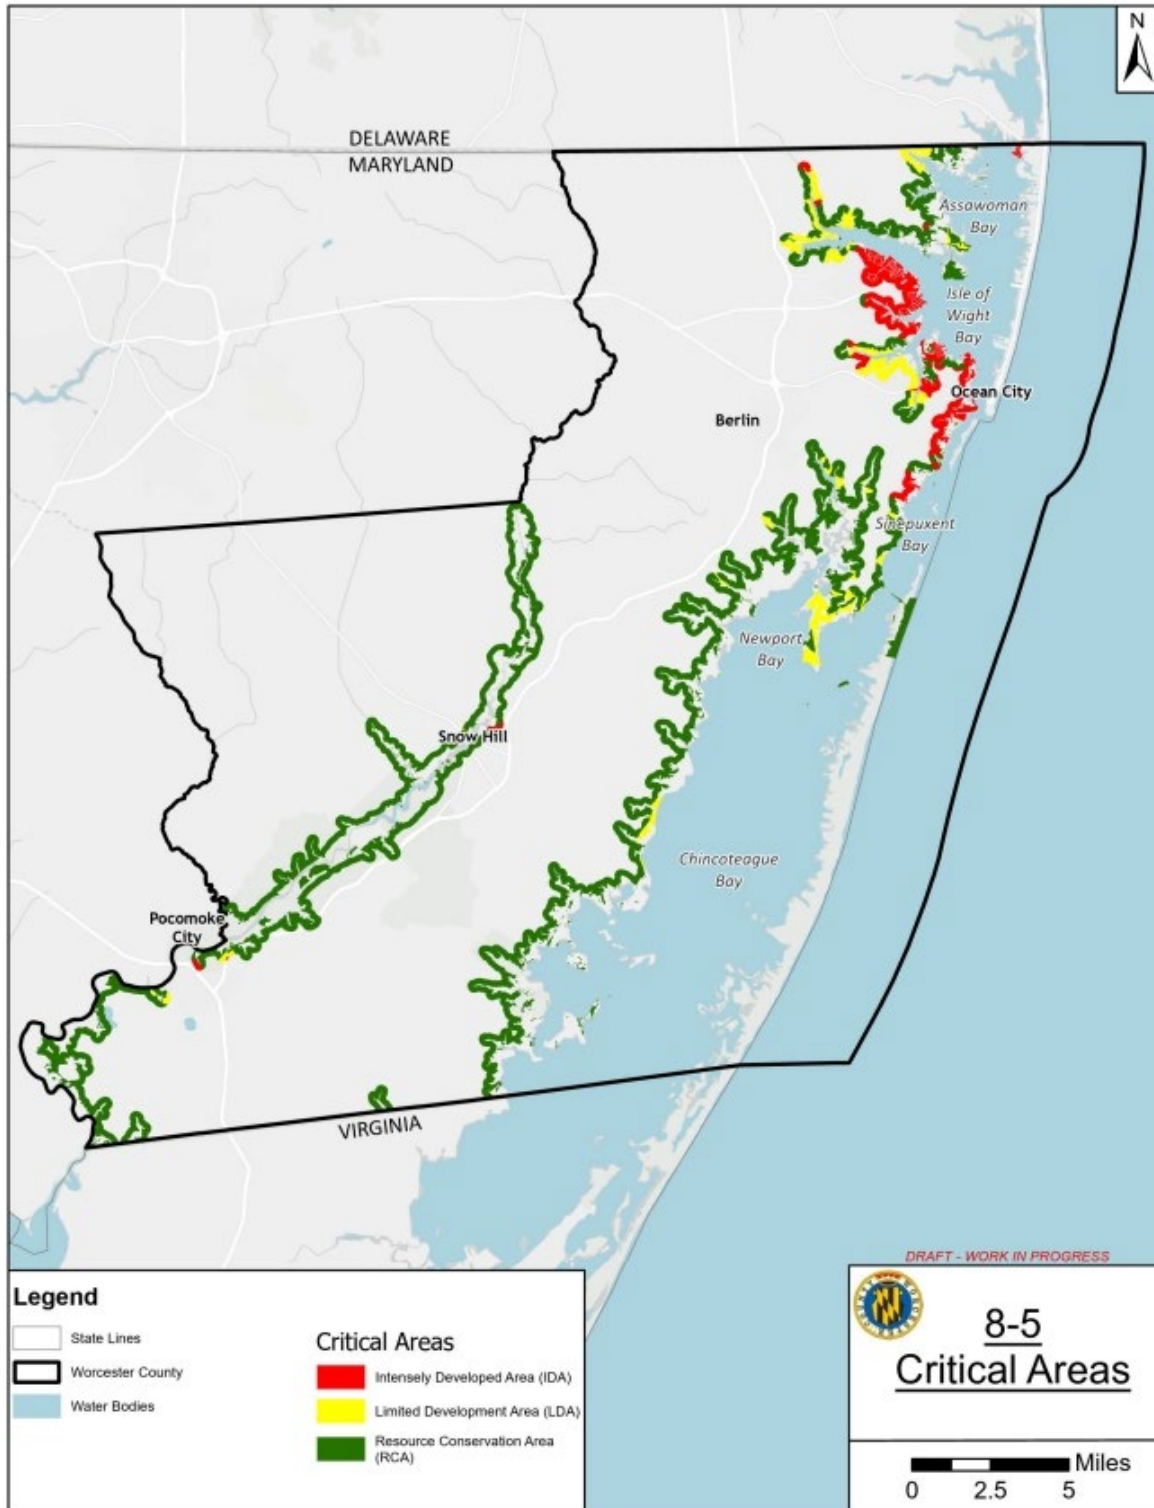 N
DELAWARE
MARYLAND
Assawoman
Bay
Isle of
Wight
Bay
Ocean City
Berlin
Sinepuxent
Bay
Newport
Bay
Snow Hill
Chincoteague
Bay
Pocomoke
City
VIRGINIA
DRAFT - WORK IN PROGRESS
Legend
State Lines
Worcester County
Water Bodies
Critical Areas
Intensely Developed Area (IDA)
Limited Development Area (LDA)
Resource Conservation Area
(RCA)
8-5
Critical Areas
Miles
0 2.5 5